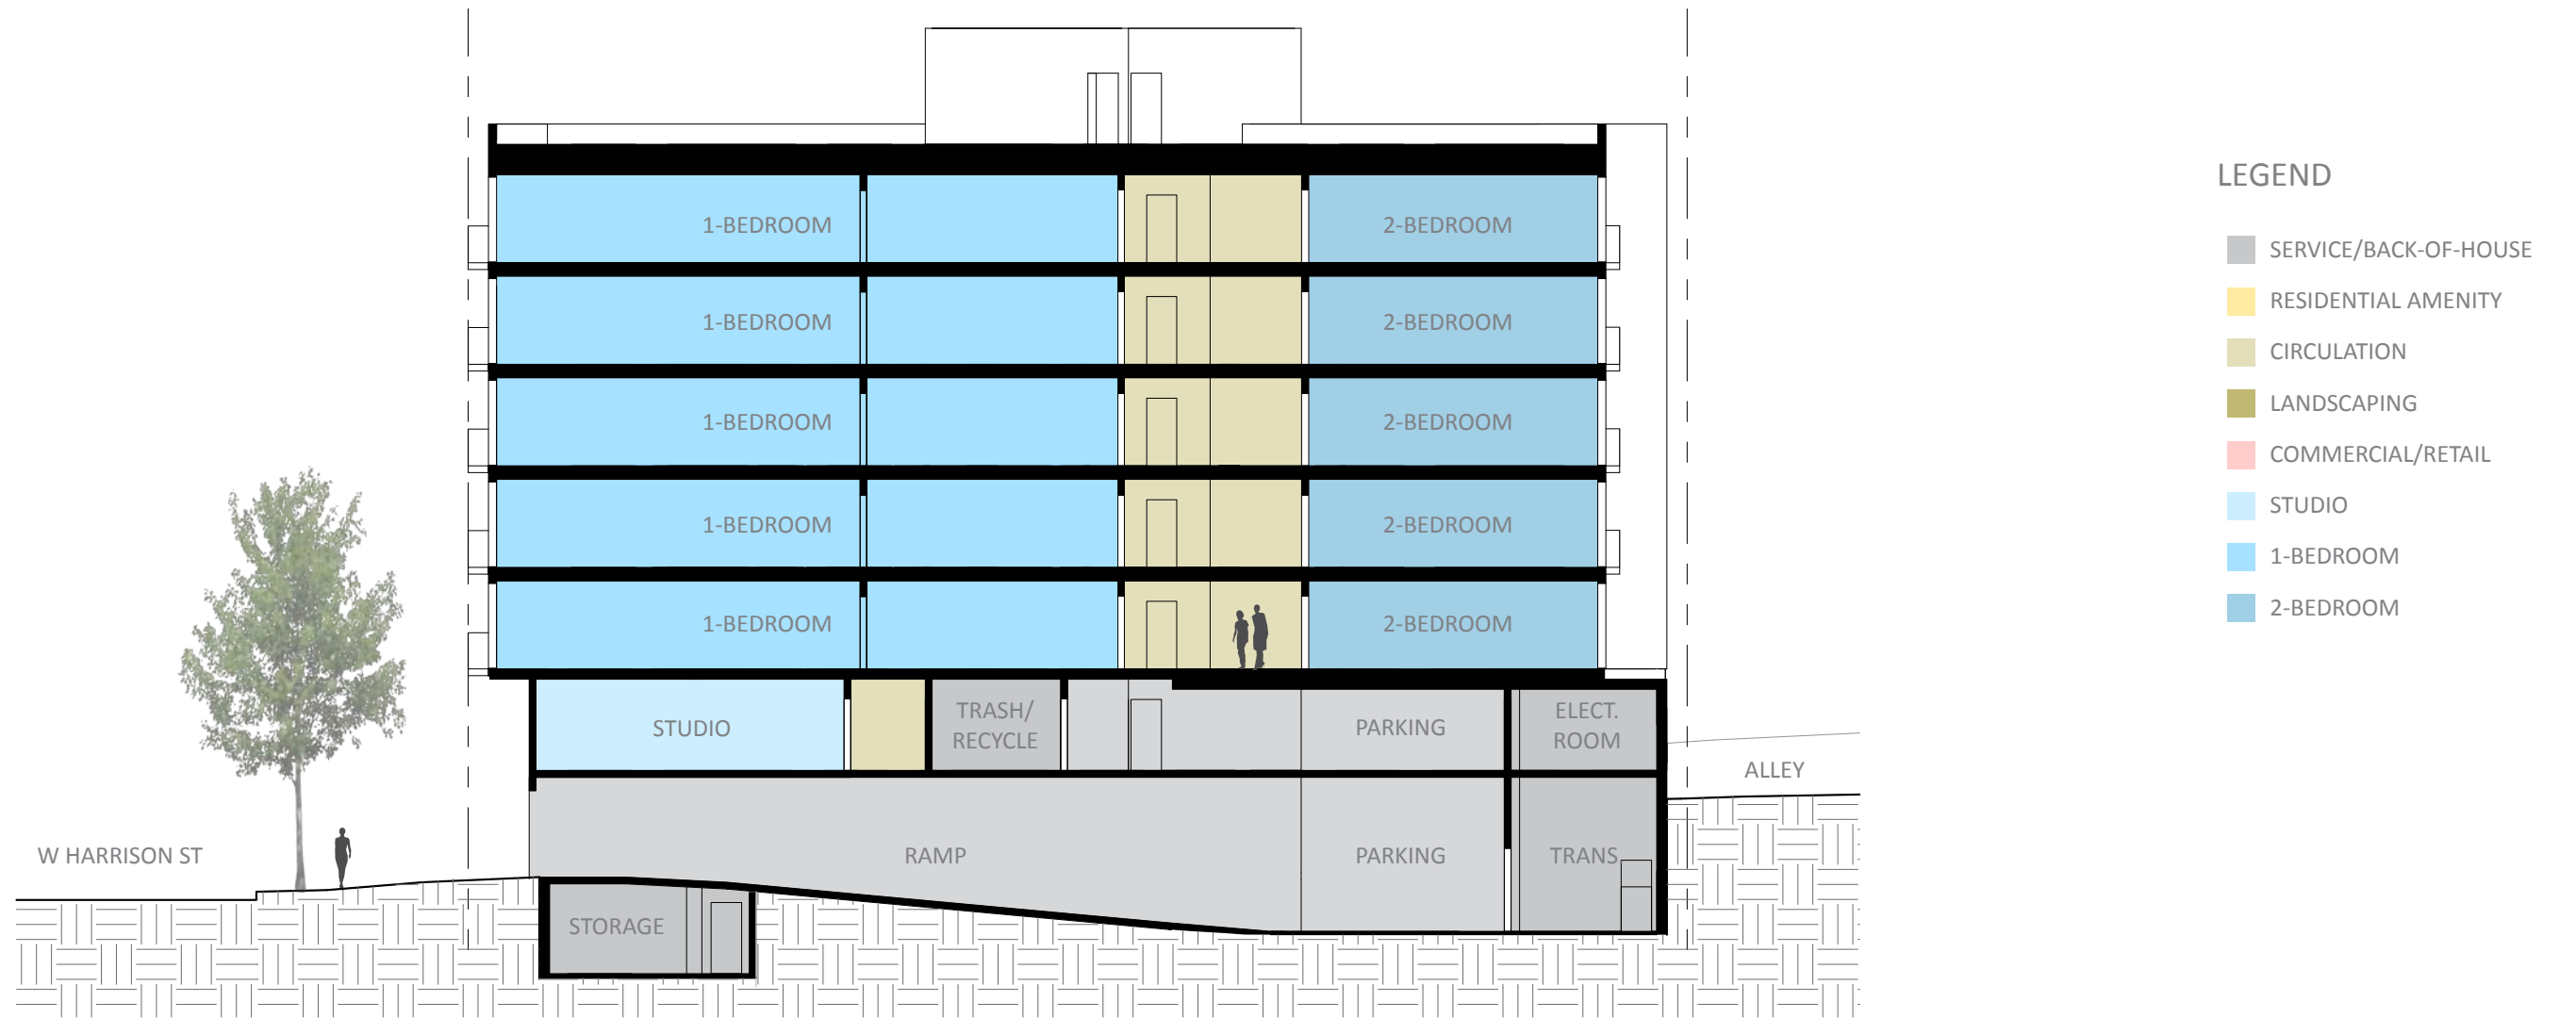 LEGEND
SERVICE/BACK-OF-HOUSE
RESIDENTIAL AMENITY
CIRCULATION
LANDSCAPING
COMMERCIAL/RETAIL
STUDIO
1-BEDROOM
2-BEDROOM
1-BEDROOM
2-BEDROOM
1-BEDROOM
2-BEDROOM
1-BEDROOM
2-BEDROOM
1-BEDROOM
2-BEDROOM
1-BEDROOM
2-BEDROOM
STUDIO
TRASH/
RECYCLE
PARKING
ELECT.
ROOM
ALLEY
W HARRISON ST
RAMP
PARKING
TRANS
STORAGE